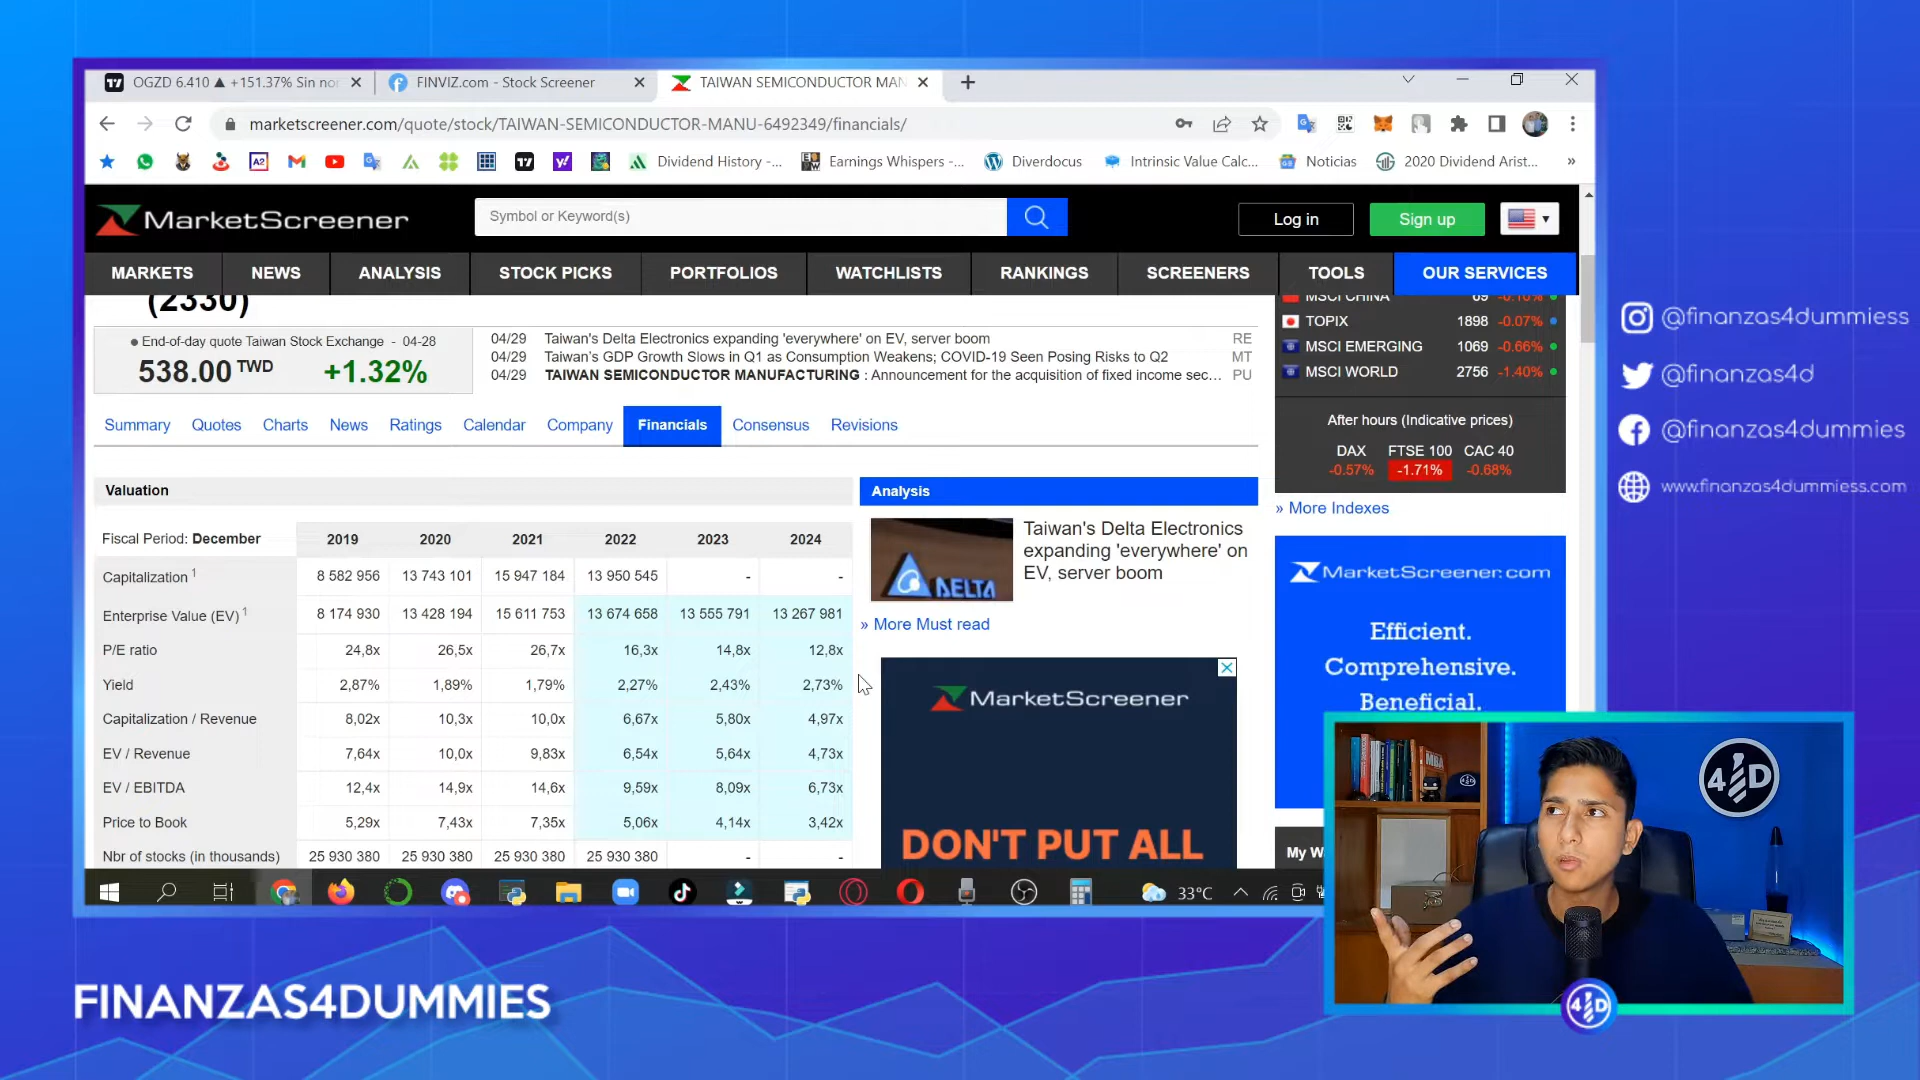 OGZD 6.410 ▲ +151.37% Sin nor
FINVIZ.com - Stock Screener
TAIWAN SEMICONDUCTOR MAN
marketscreener.com/quote/stock/TAIWAN-SEMICONDUCTOR-MANU-6492349/financials/
Dividend History -...
Earnings Whispers -...
Diverdocus
Intrinsic Value Calc...
Noticias
2020 Dividend Arist...
»
MarketScreener
Symbol or Keyword(s)
Log in
Sign up
MARKETS
NEWS
ANALYSIS
STOCK PICKS
PORTFOLIOS
WATCHLISTS
RANKINGS
SCREENERS
TOOLS
OUR SERVICES
(2330)
End-of-day quote Taiwan Stock Exchange - 04-28
538.00 TWD +1.32%
04/29 Taiwan's Delta Electronics expanding 'everywhere' on EV, server boom RE
04/29 Taiwan's GDP Growth Slows in Q1 as Consumption Weakens; COVID-19 Seen Posing Risks to Q2 MT
04/29 TAIWAN SEMICONDUCTOR MANUFACTURING : Announcement for the acquisition of fixed income sec... PU
MSCI CHINA 69 -0.16%
TOPIX 1898 -0.07%
MSCI EMERGING 1069 -0.66%
MSCI WORLD 2756 -1.40%
After hours (Indicative prices)
DAX FTSE 100 CAC 40
-0.57% -1.71% -0.68%
» More Indexes
Summary Quotes Charts News Ratings Calendar Company Financials Consensus Revisions
Valuation
Fiscal Period: December 2019 2020 2021 2022 2023 2024
Capitalization 1 8 582 956 13 743 101 15 947 184 13 950 545 - -
Enterprise Value (EV) 1 8 174 930 13 428 194 15 611 753 13 674 658 13 555 791 13 267 981
P/E ratio 24,8x 26,5x 26,7x 16,3x 14,8x 12,8x
Yield 2,87% 1,89% 1,79% 2,27% 2,43% 2,73%
Capitalization / Revenue 8,02x 10,3x 10,0x 6,67x 5,80x 4,97x
EV / Revenue 7,64x 10,0x 9,83x 6,54x 5,64x 4,73x
EV / EBITDA 12,4x 14,9x 14,6x 9,59x 8,09x 6,73x
Price to Book 5,29x 7,43x 7,35x 5,06x 4,14x 3,42x
Nbr of stocks (in thousands) 25 930 380 25 930 380 25 930 380 25 930 380 - -
Analysis
DELTA
Taiwan's Delta Electronics
expanding 'everywhere' on
EV, server boom
» More Must read
MarketScreener
DON'T PUT ALL
MarketScreener.com
Efficient.
Comprehensive.
Beneficial.
My W
33°C
@finanzas4dummiess
@finanzas4d
@finanzas4dummies
www.finanzas4dummiess.com
MBA
4D
4D
FINANZAS4DUMMIES